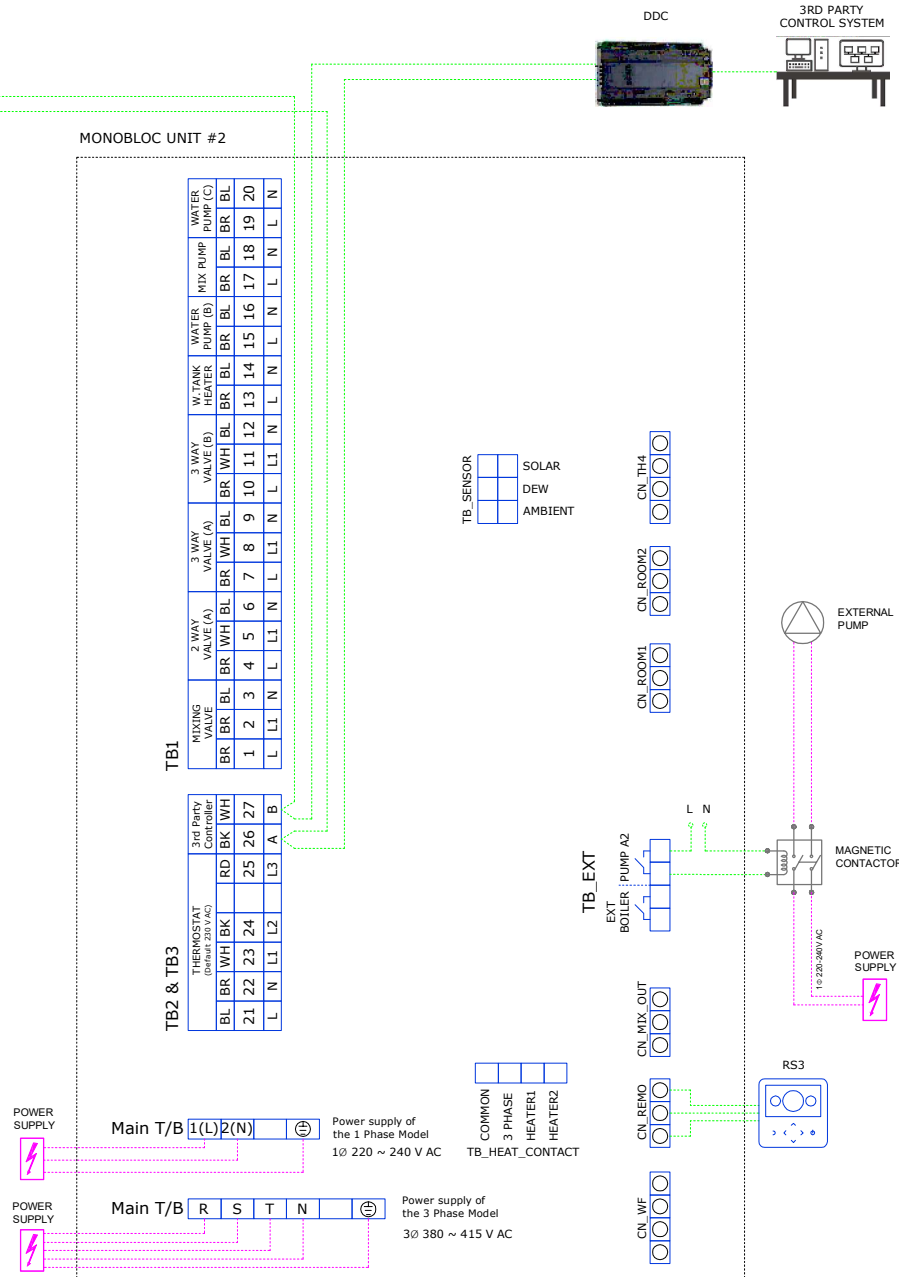 DDC
3RD PARTY
CONTROL SYSTEM
MONOBLOC UNIT #2
TB1
WATER
PUMP (C)
BL 20 N
BR 19 L
MIX PUMP
BL 18 N
BR 17 L
WATER
PUMP (B)
BL 16 N
BR 15 L
W.TANK
HEATER
BL 14 N
BR 13 L
3 WAY
VALVE (B)
BL 12 N
WH 11 L1
BR 10 L
3 WAY
VALVE (A)
BL 9 N
WH 8 L1
BR 7 L
2 WAY
VALVE (A)
BL 6 N
WH 5 L1
BR 4 L
MIXING
VALVE
BL 3 N
BR 2 L1
BR 1 L
TB_SENSOR
SOLAR
DEW
AMBIENT
CN_TH4
CN_ROOM2
CN_ROOM1
EXTERNAL
PUMP
TB2 & TB3
3rd Party
Controller
WH 27 B
BK 26 A
THERMOSTAT
(Default 230 V AC)
RD 25 L3
BK 24 L2
WH 23 L1
BR 22 N
BL 21 L
L N
TB_EXT
PUMP A2
EXT
BOILER
MAGNETIC
CONTACTOR
1Φ 220-240V AC
POWER
SUPPLY
CN_MIX_OUT
CN_REMO
RS3
CN_WF
COMMON
3 PHASE
HEATER1
HEATER2
TB_HEAT_CONTACT
POWER
SUPPLY
Main T/B 1(L) 2(N)
Power supply of
the 1 Phase Model
1Ø 220 ~ 240 V AC
POWER
SUPPLY
Main T/B R S T N
Power supply of
the 3 Phase Model
3Ø 380 ~ 415 V AC